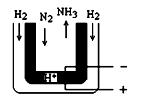 H₂ N₂ NH₃ H₂
−
+